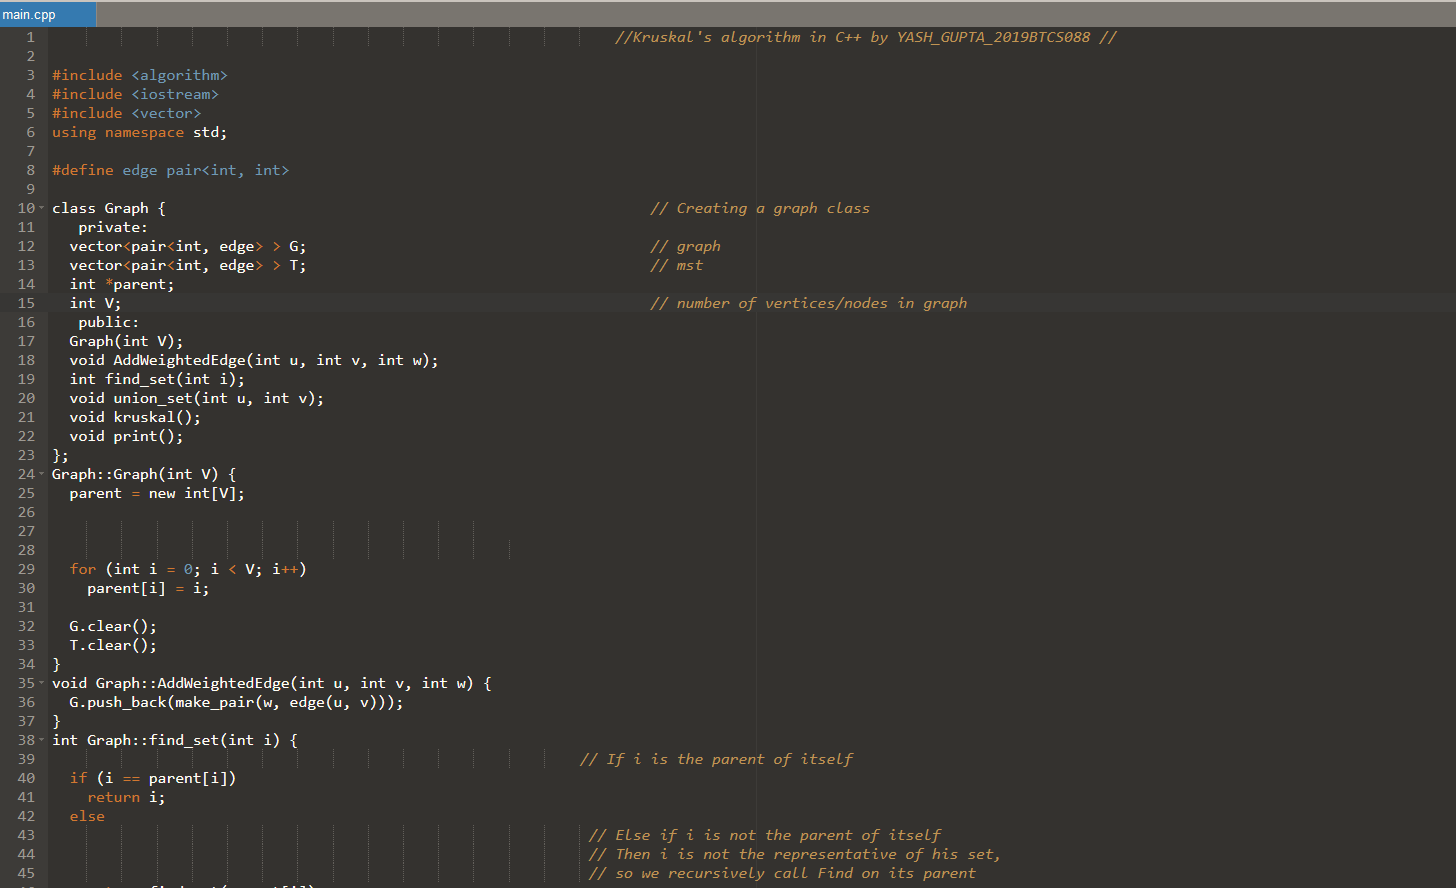 main.cpp
1 //Kruskal's algorithm in C++ by YASH_GUPTA_2019BTCS088 //
2
3 #include <algorithm>
4 #include <iostream>
5 #include <vector>
6 using namespace std;
7
8 #define edge pair<int, int>
9
10 class Graph { // Creating a graph class
11 private:
12 vector<pair<int, edge> > G; // graph
13 vector<pair<int, edge> > T; // mst
14 int *parent;
15 int V; // number of vertices/nodes in graph
16 public:
17 Graph(int V);
18 void AddWeightedEdge(int u, int v, int w);
19 int find_set(int i);
20 void union_set(int u, int v);
21 void kruskal();
22 void print();
23 };
24 Graph::Graph(int V) {
25 parent = new int[V];
26
27
28
29 for (int i = 0; i < V; i++)
30 parent[i] = i;
31
32 G.clear();
33 T.clear();
34 }
35 void Graph::AddWeightedEdge(int u, int v, int w) {
36 G.push_back(make_pair(w, edge(u, v)));
37 }
38 int Graph::find_set(int i) {
39 // If i is the parent of itself
40 if (i == parent[i])
41 return i;
42 else
43 // Else if i is not the parent of itself
44 // Then i is not the representative of his set,
45 // so we recursively call Find on its parent